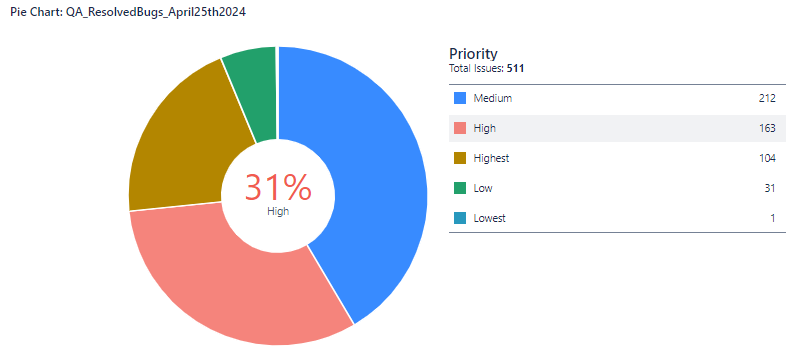 Pie Chart: QA_ResolvedBugs_April25th2024
31%
High
Priority
Total Issues: 511
Medium 212
High 163
Highest 104
Low 31
Lowest 1